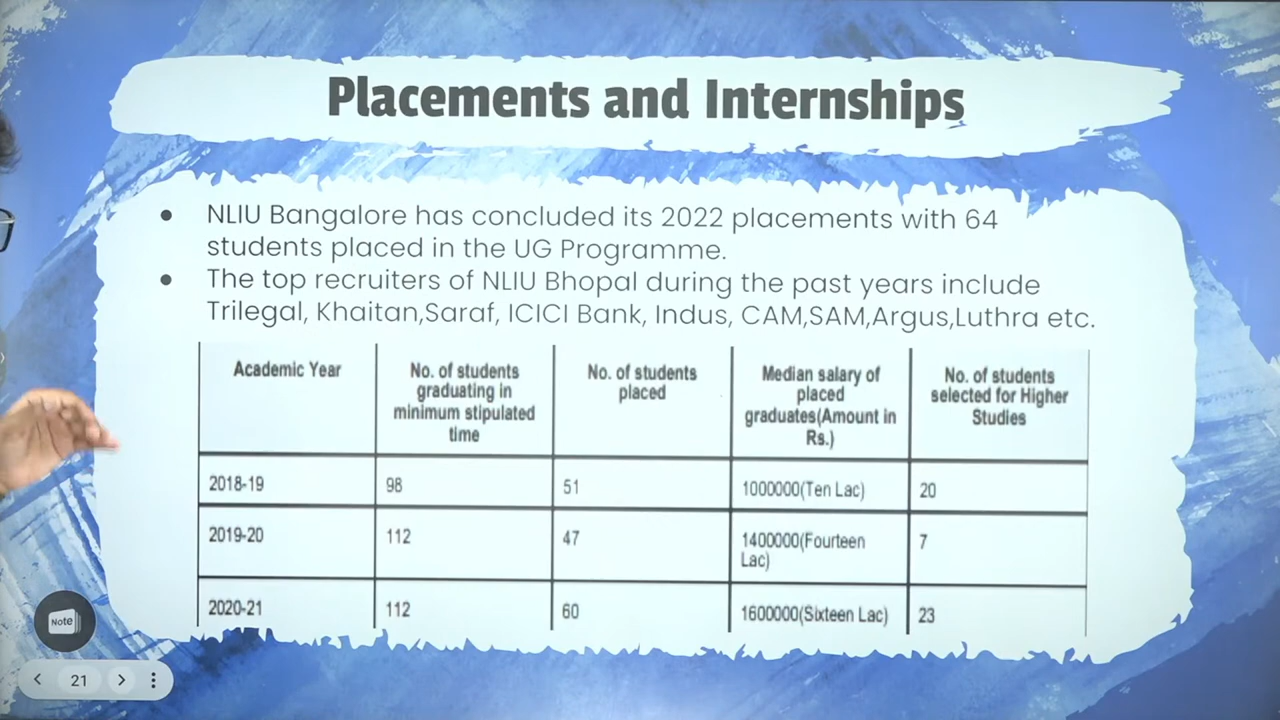 Placements and Internships
● NLIU Bangalore has concluded its 2022 placements with 64
students placed in the UG Programme.
● The top recruiters of NLIU Bhopal during the past years include
Trilegal, Khaitan,Saraf, ICICI Bank, Indus, CAM,SAM,Argus,Luthra etc.
Academic Year
No. of students
graduating in
minimum stipulated
time
No. of students
placed
Median salary of
placed
graduates(Amount in
Rs.)
No. of students
selected for Higher
Studies
2018-19 98 51 1000000(Ten Lac) 20
2019-20 112 47 1400000(Fourteen
Lac) 7
2020-21 112 60 1600000(Sixteen Lac) 23
Note
21